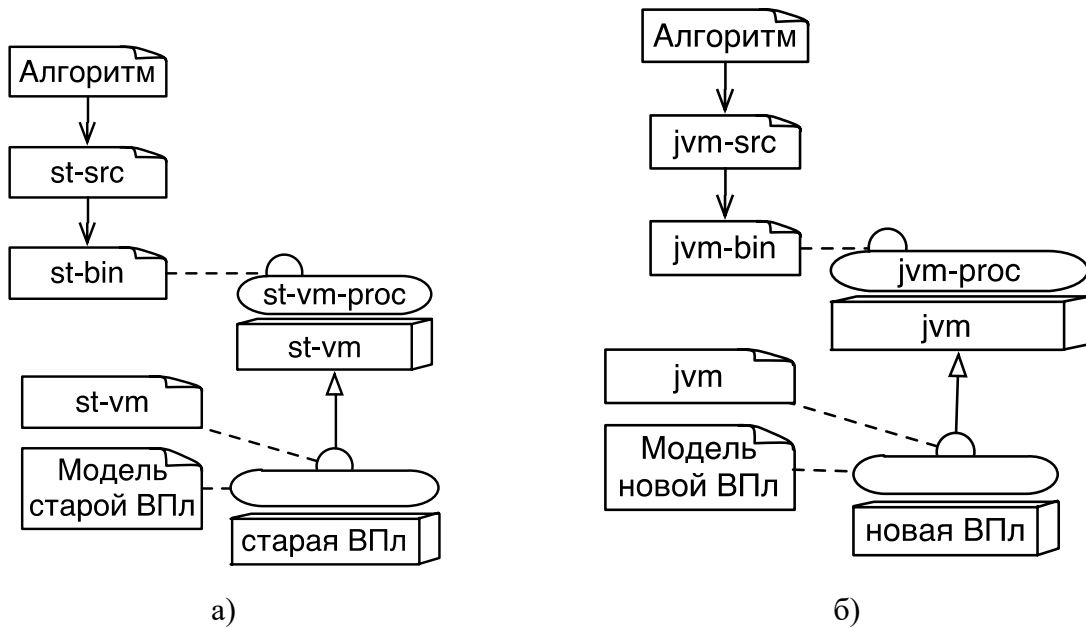 Алгоритм
st-src
st-bin
st-vm-proc
st-vm
st-vm
Модель
старой ВПл
старая ВПл
а)
Алгоритм
jvm-src
jvm-bin
jvm-proc
jvm
jvm
Модель
новой ВПл
новая ВПл
б)